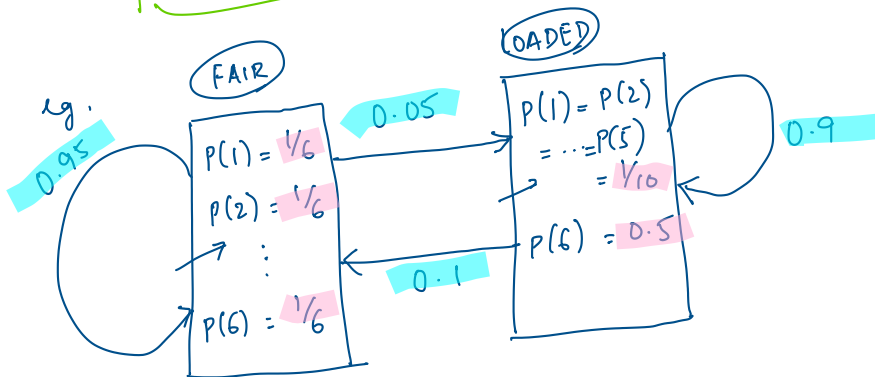 eg.
FAIR
LOADED
0.95
0.05
0.9
0.1
P(1) = 1/6
P(2) = 1/6
⋮
P(6) = 1/6
P(1) = P(2)
= ...= P(5)
= 1/10
P(6) = 0.5